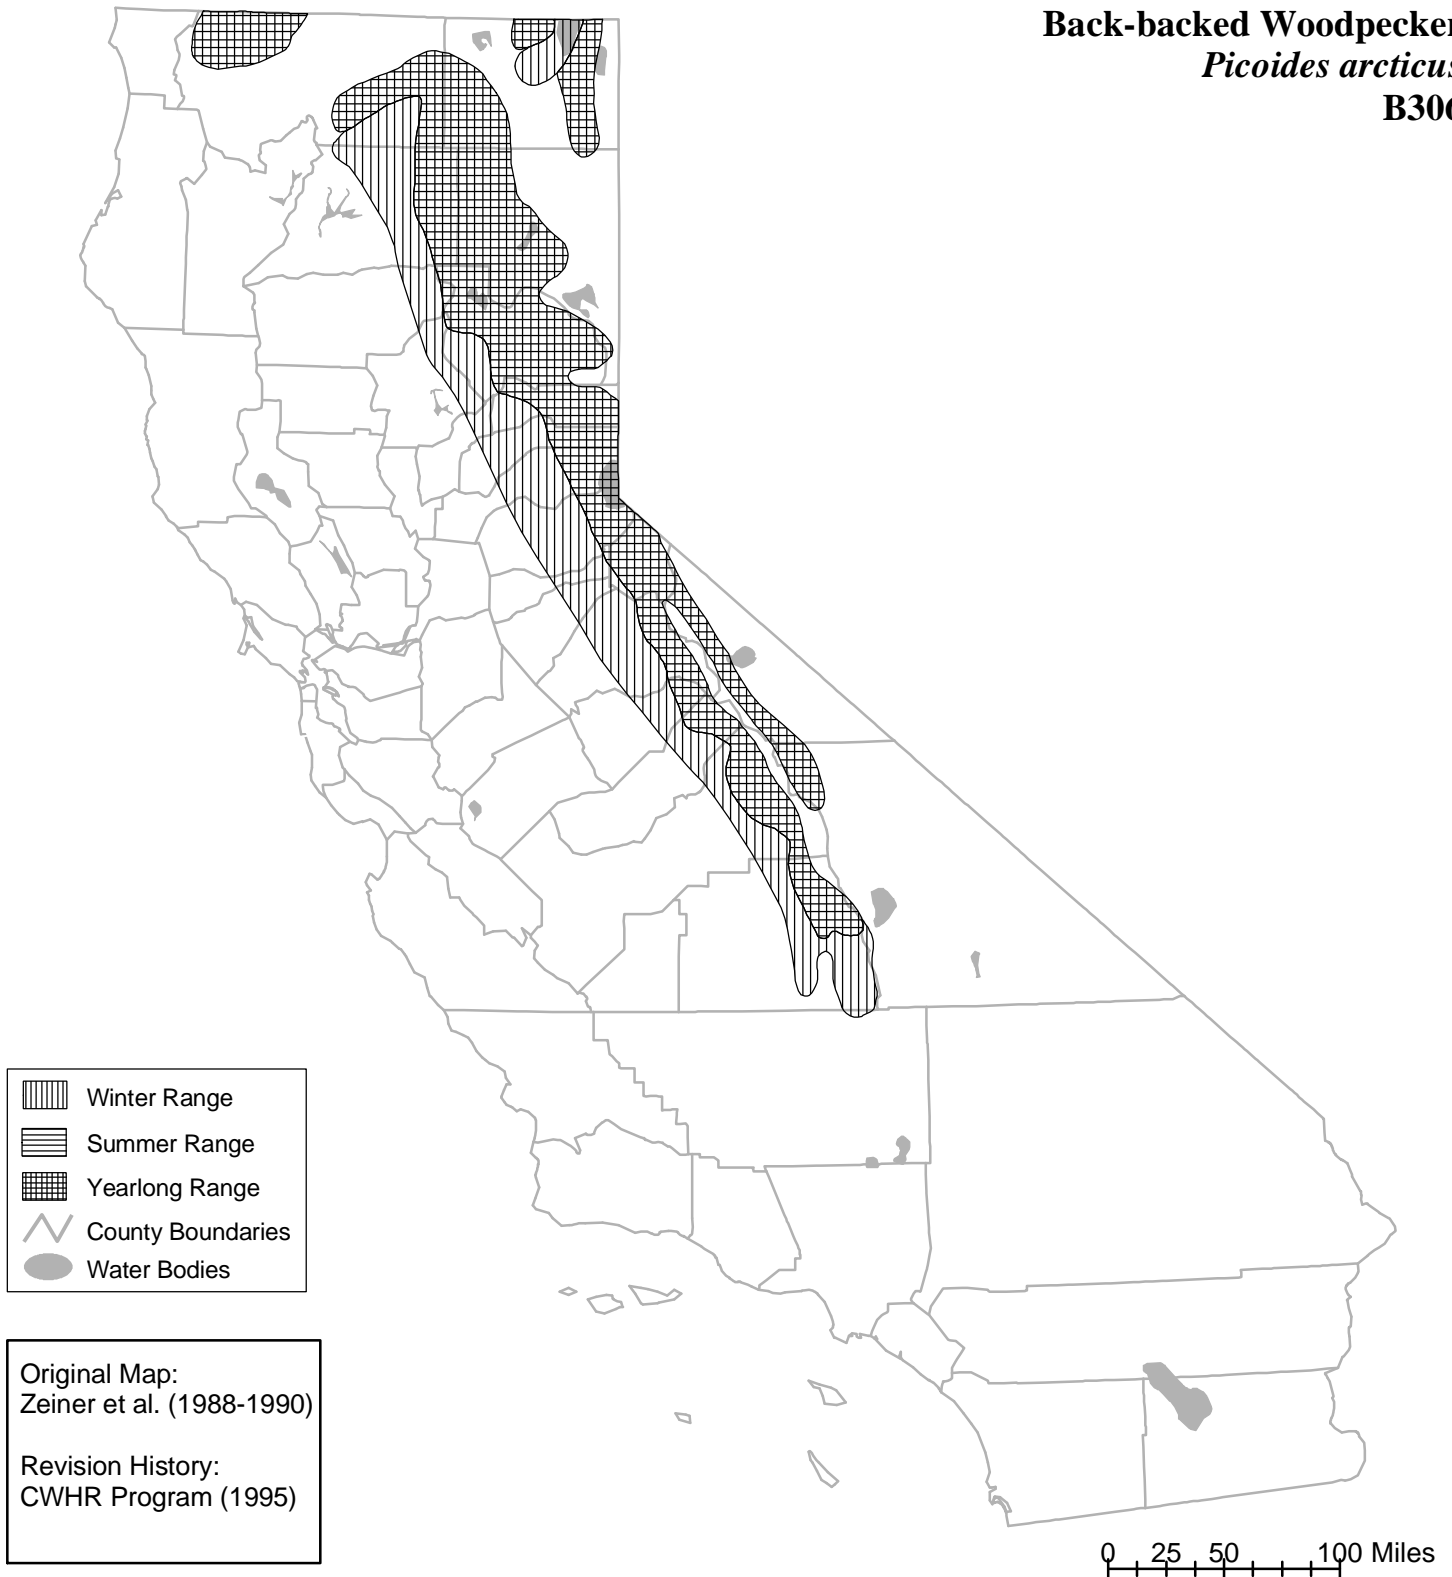 Back-backed Woodpecker
Picoides arcticus
B306
Winter Range
Summer Range
Yearlong Range
County Boundaries
Water Bodies
Original Map:
Zeiner et al. (1988-1990)
Revision History:
CWHR Program (1995)
0 25 50 100 Miles